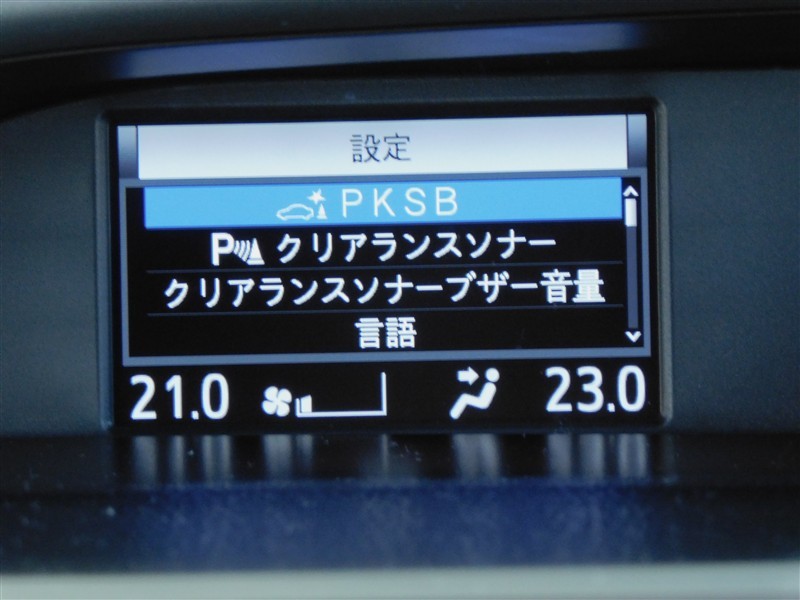 設定
PKSB
P クリアランスソナー
クリアランスソナーブザー音量
言語
21.0 23.0